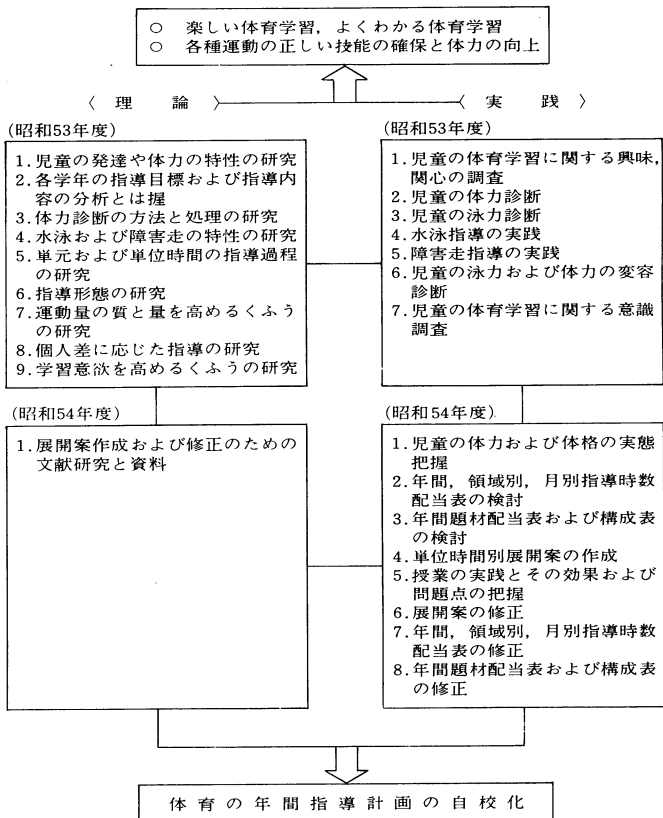 ○ 楽しい体育学習，よくわかる体育学習
○ 各種運動の正しい技能の確保と体力の向上
〈理論〉
〈実践〉
(昭和53年度)
1.児童の発達や体力の特性の研究
2.各学年の指導目標および指導内
容の分析とは握
3.体力診断の方法と処理の研究
4.水泳および障害走の特性の研究
5.単元および単位時間の指導過程
の研究
6.指導形態の研究
7.運動量の質と量を高めるくふう
の研究
8.個人差に応じた指導の研究
9.学習意欲を高めるくふうの研究
(昭和53年度)
1.児童の体育学習に関する興味，
関心の調査
2.児童の体力診断
3.児童の泳力診断
4.水泳指導の実践
5.障害走指導の実践
6.児童の泳力および体力の変容
診断
7.児童の体育学習に関する意識
調査
(昭和54年度)
1.展開案作成および修正のための
文献研究と資料
(昭和54年度)
1.児童の体力および体格の実態
把握
2.年間，領域別，月別指導時数
配当表の検討
3.年間題材配当表および構成表
の検討
4.単位時間別展開案の作成
5.授業の実践とその効果および
問題点の把握
6.展開案の修正
7.年間，領域別，月別指導時数
配当表の修正
8.年間題材配当表および構成表
の修正
体育の年間指導計画の自校化